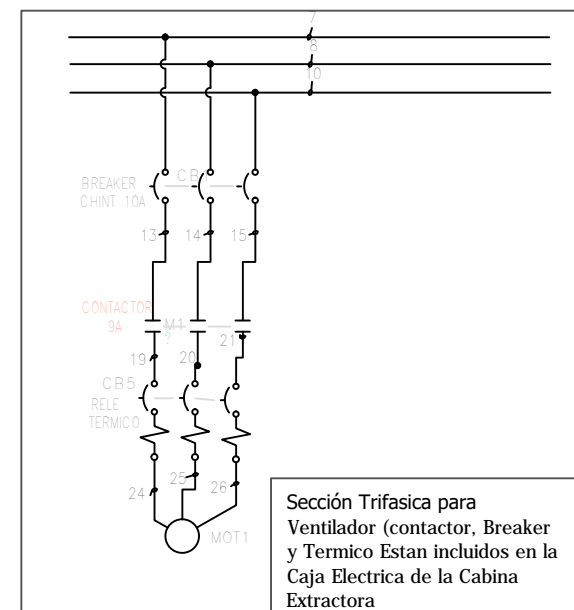 7
8
10
BREAKER
CHINT 10A
CB1
13
14
15
CONTACTOR
9A
M1
?
21
19
20
CB5
RELE
TERMICO
24
25
26
MOT1
Sección Trifasica para
Ventilador (contactor, Breaker
y Termico Estan incluidos en la
Caja Electrica de la Cabina
Extractora